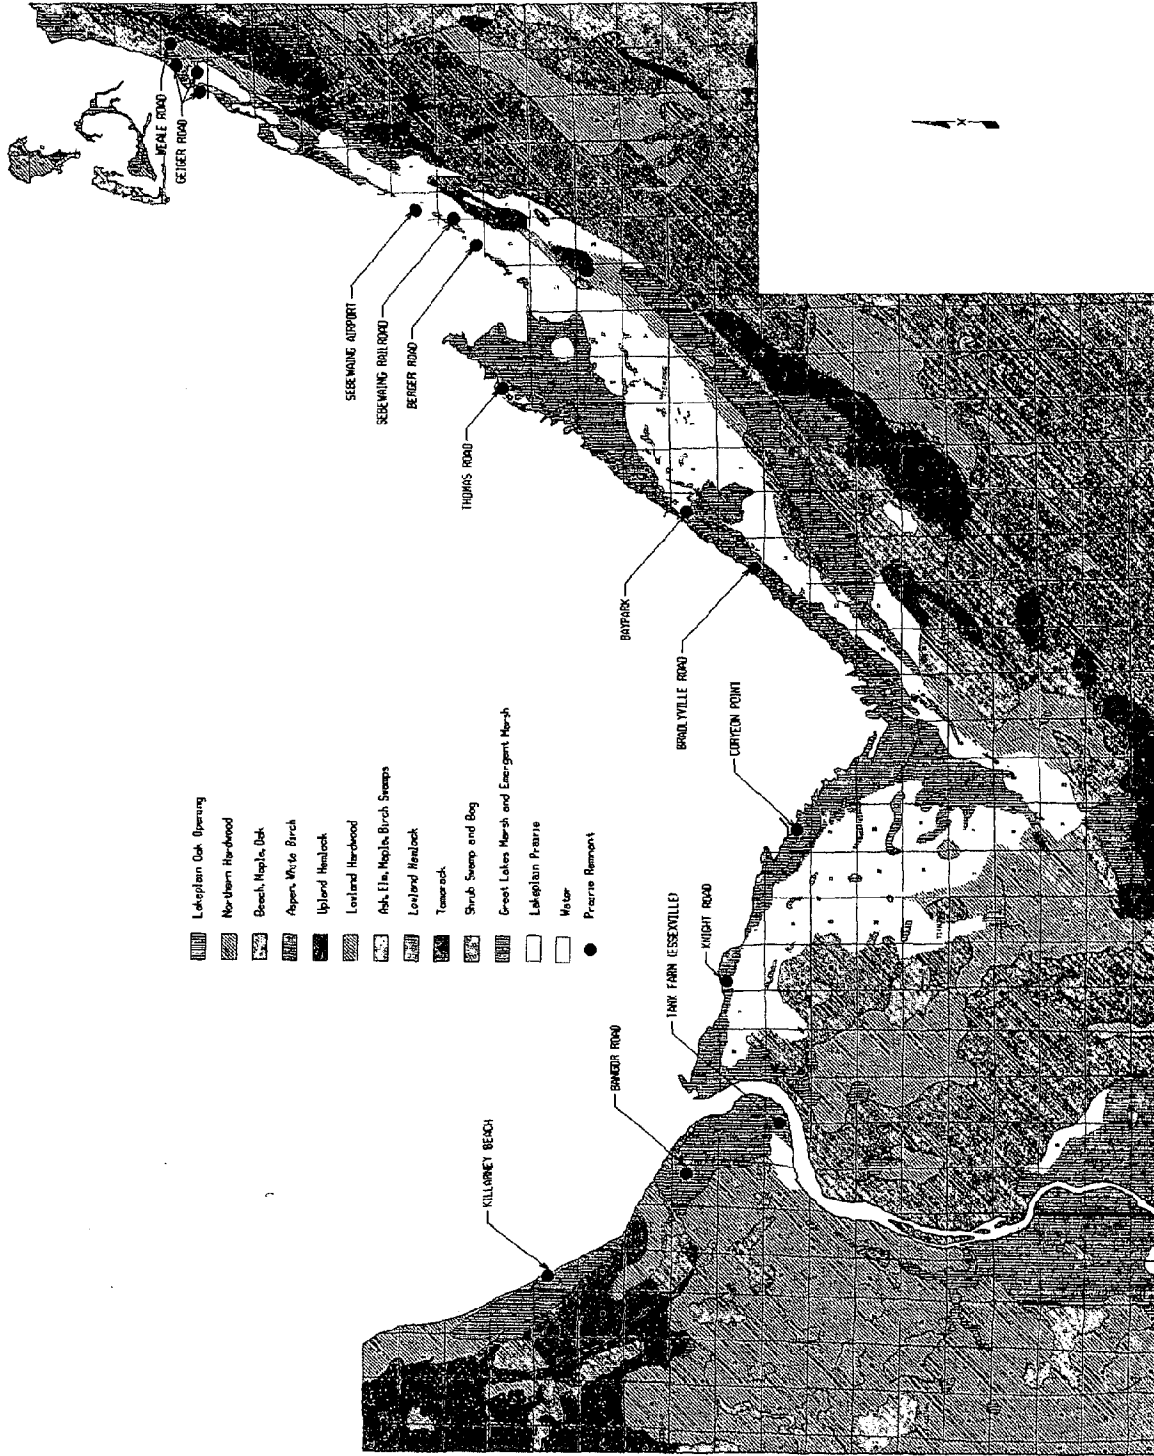 WEALE ROAD
GEIGER ROAD
SEBEWAING AIRPORT
SEBEWAING RAILROAD
BERGER ROAD
THOMAS ROAD
BAYPARK
BRADLYVILLE ROAD
CORYEON POINT
KNIGHT ROAD
TANK FARM (ESSEXVILLE)
BANGOR ROAD
KILLARNEY BEACH
Lakeplain Oak Opening
Northern Hardwood
Beech, Maple, Oak
Aspen, White Birch
Upland Hemlock
Lowland Hardwood
Ash, Elm, Maple, Birch Swamps
Lowland Hemlock
Tamarack
Shrub Swamp and Bog
Great Lakes Marsh and Emergent Marsh
Lakeplain Prairie
Water
Prairie Remnant